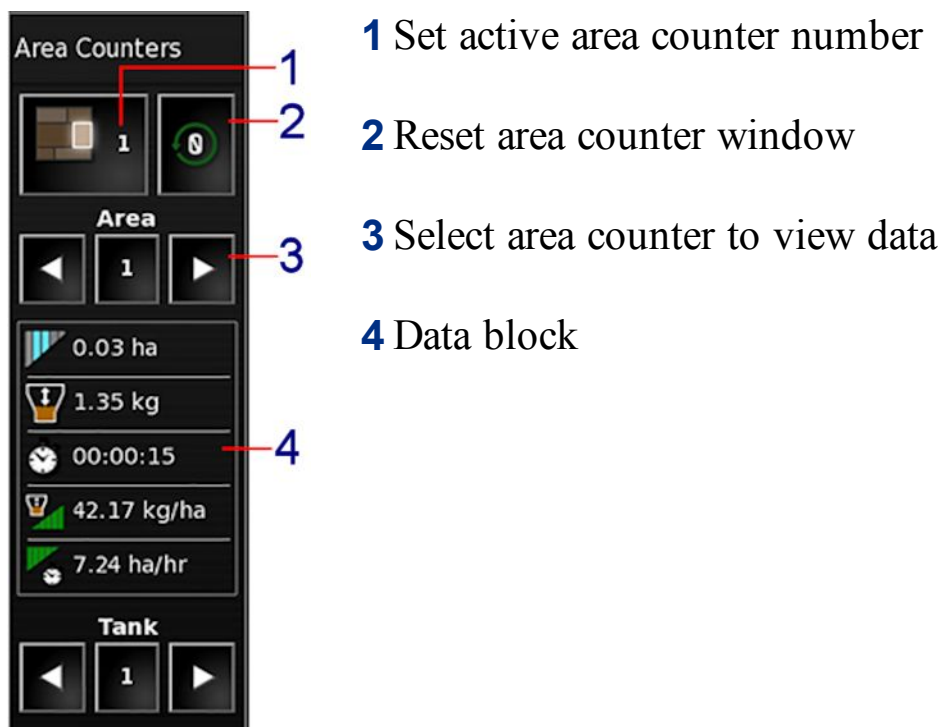 Area Counters
1
0
Area
1
0.03 ha
1.35 kg
00:00:15
42.17 kg/ha
7.24 ha/hr
Tank
1
1
2
3
4
1 Set active area counter number
2 Reset area counter window
3 Select area counter to view data
4 Data block